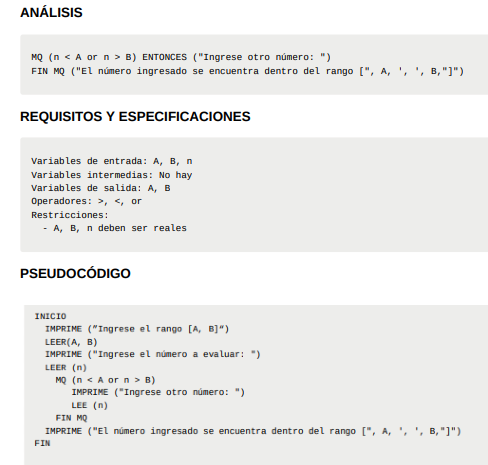 ANÁLISIS
MQ (n < A or n > B) ENTONCES ("Ingrese otro número: ")
FIN MQ ("El número ingresado se encuentra dentro del rango [", A, ', ', B,"]")
REQUISITOS Y ESPECIFICACIONES
Variables de entrada: A, B, n
Variables intermedias: No hay
Variables de salida: A, B
Operadores: >, <, or
Restricciones:
- A, B, n deben ser reales
PSEUDOCÓDIGO
INICIO
IMPRIME ("Ingrese el rango [A, B]")
LEER(A, B)
IMPRIME ("Ingrese el número a evaluar: ")
LEER (n)
MQ (n < A or n > B)
IMPRIME ("Ingrese otro número: ")
LEE (n)
FIN MQ
IMPRIME ("El número ingresado se encuentra dentro del rango [", A, ', ', B,"]")
FIN